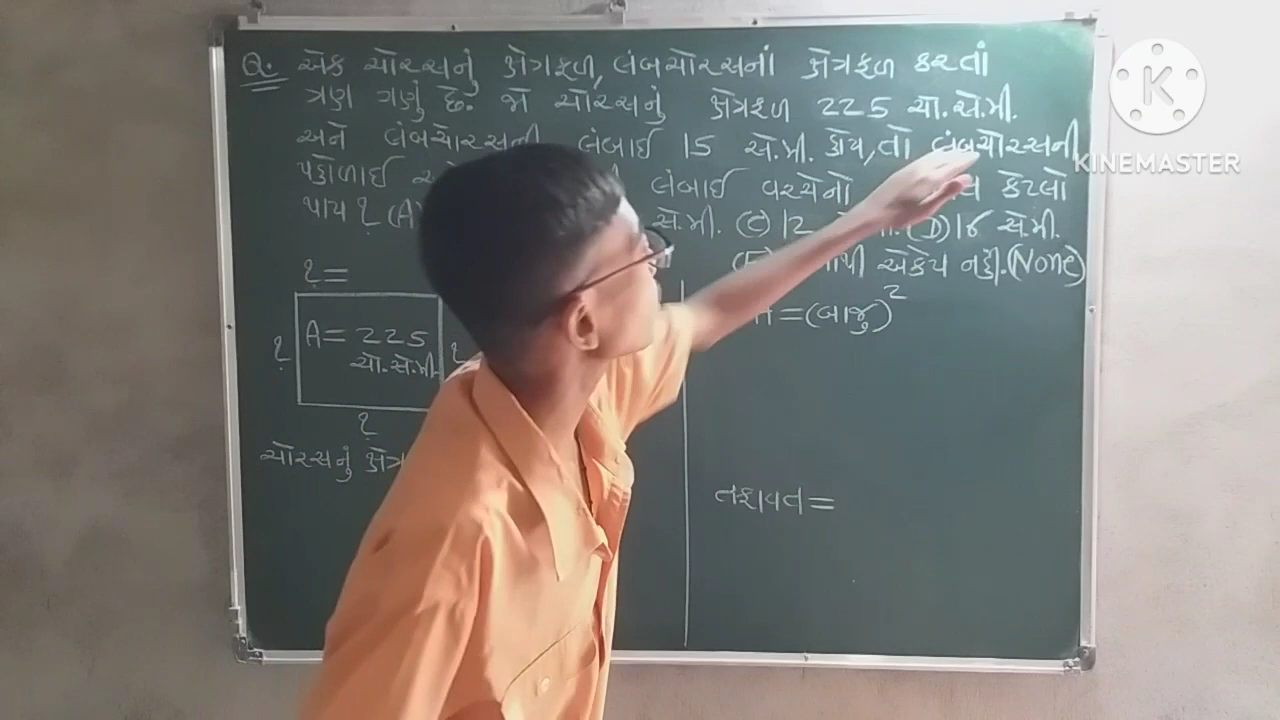 Q. એક ચોરસનું ક્ષેત્રફળ, લંબચોરસનાં ક્ષેત્રફળ કરતાં
ત્રણ ગણું છે. જો ચોરસનું ક્ષેત્રફળ 225 ચો.સે.મી.
અને લંબચોરસની લંબાઈ 15 સે.મી. હોય, તો લંબચોરસની
પહોળાઈ લંબાઈ વચ્ચેનો કેટલો
થાય ? (A) સે.મી. (C) 12 (D) 18 સે.મી.
એકેય નહીં. (None)
? =
A = 225
ચો.સે.મી.
?
?
?
ચોરસનું
= (બાજુ)²
તફાવત =
K
KINEMASTER